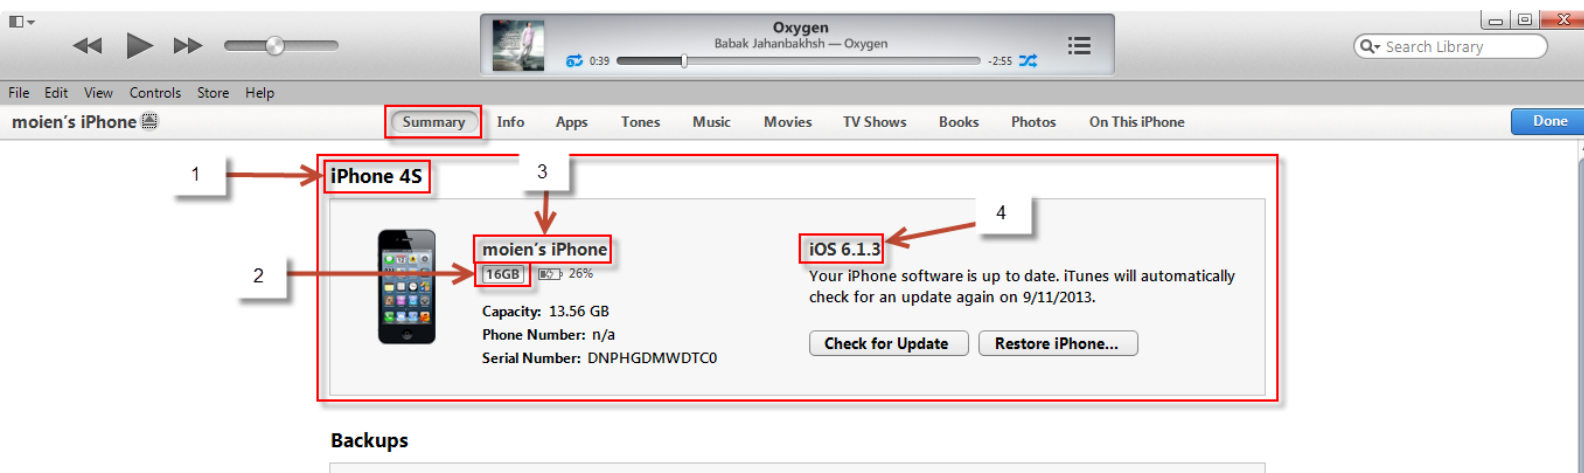 Oxygen
Babak Jahanbakhsh — Oxygen
0:39
-2:55
Search Library
File Edit View Controls Store Help
moien's iPhone
Summary Info Apps Tones Music Movies TV Shows Books Photos On This iPhone
Done
1
iPhone 4S
3
4
moien's iPhone
iOS 6.1.3
2
16GB 26%
Your iPhone software is up to date. iTunes will automatically
check for an update again on 9/11/2013.
Capacity: 13.56 GB
Phone Number: n/a
Serial Number: DNPHGDMWDTC0
Check for Update
Restore iPhone...
Backups